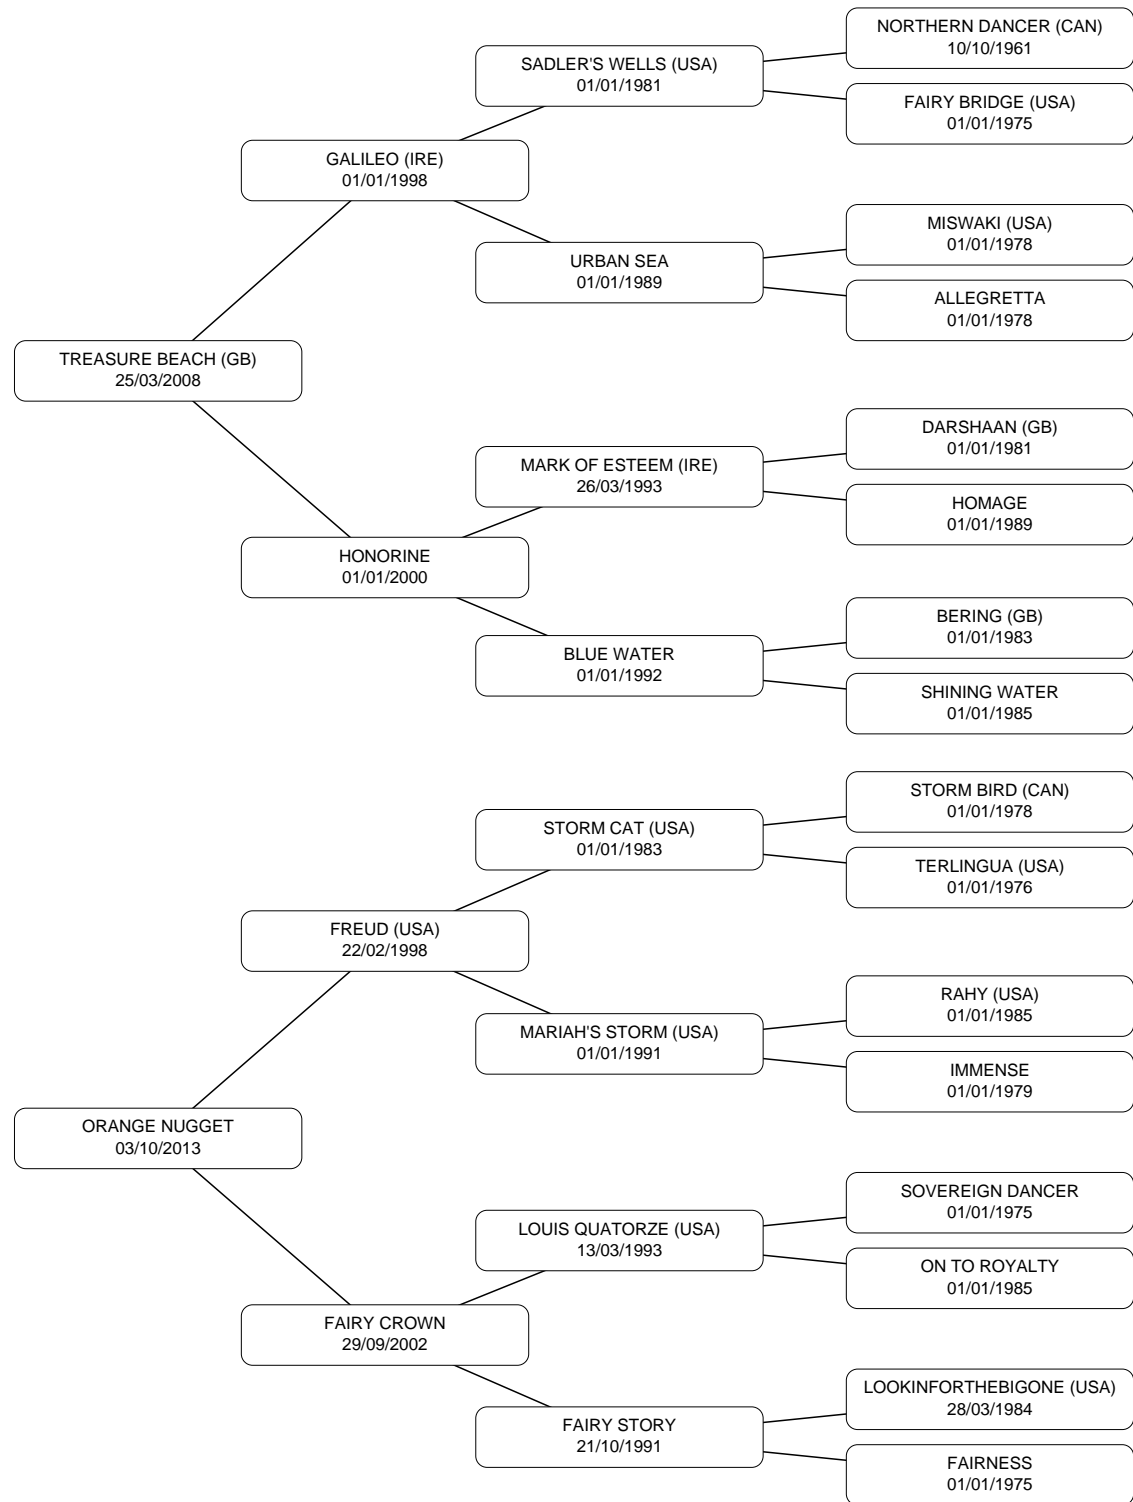 NORTHERN DANCER (CAN)
10/10/1961
SADLER'S WELLS (USA)
01/01/1981
FAIRY BRIDGE (USA)
01/01/1975
GALILEO (IRE)
01/01/1998
MISWAKI (USA)
01/01/1978
URBAN SEA
01/01/1989
ALLEGRETTA
01/01/1978
TREASURE BEACH (GB)
25/03/2008
DARSHAAN (GB)
01/01/1981
MARK OF ESTEEM (IRE)
26/03/1993
HOMAGE
01/01/1989
HONORINE
01/01/2000
BERING (GB)
01/01/1983
BLUE WATER
01/01/1992
SHINING WATER
01/01/1985
STORM BIRD (CAN)
01/01/1978
STORM CAT (USA)
01/01/1983
TERLINGUA (USA)
01/01/1976
FREUD (USA)
22/02/1998
RAHY (USA)
01/01/1985
MARIAH'S STORM (USA)
01/01/1991
IMMENSE
01/01/1979
ORANGE NUGGET
03/10/2013
SOVEREIGN DANCER
01/01/1975
LOUIS QUATORZE (USA)
13/03/1993
ON TO ROYALTY
01/01/1985
FAIRY CROWN
29/09/2002
LOOKINFORTHEBIGONE (USA)
28/03/1984
FAIRY STORY
21/10/1991
FAIRNESS
01/01/1975